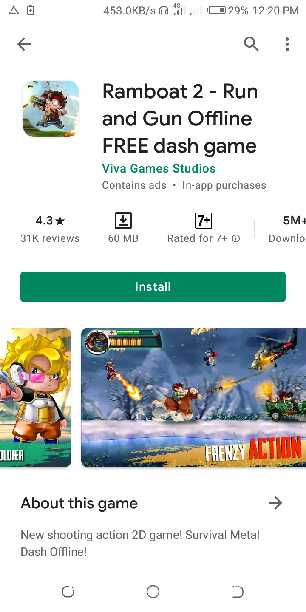 453.0KB/s 4G 29% 12:20 PM
Ramboat 2 - Run
and Gun Offline
FREE dash game
Viva Games Studios
Contains ads • In-app purchases
4.3★
31K reviews
60 MB
7+
Rated for 7+
5M+
Downlo
Install
FRENZY ACTION
About this game
New shooting action 2D game! Survival Metal
Dash Offline!